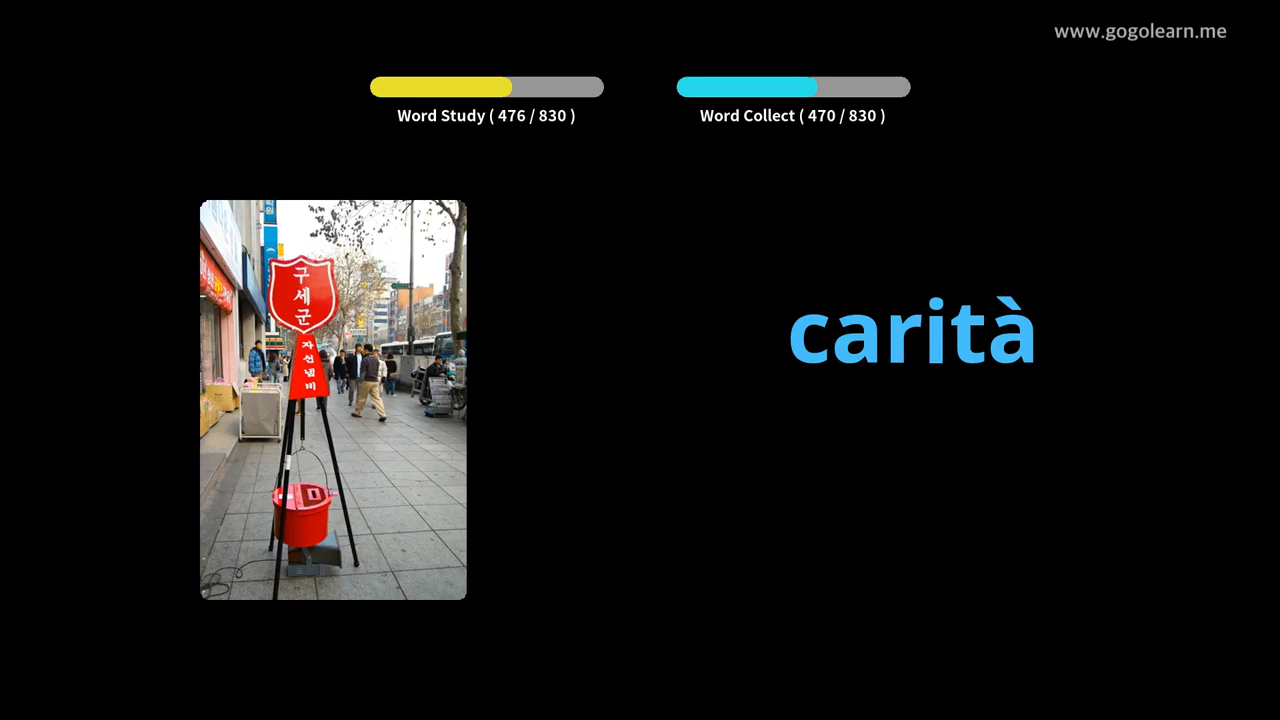 www.gogolearn.me
Word Study ( 476 / 830 )
Word Collect ( 470 / 830 )
구
세
군
자
선
냄
비
carità